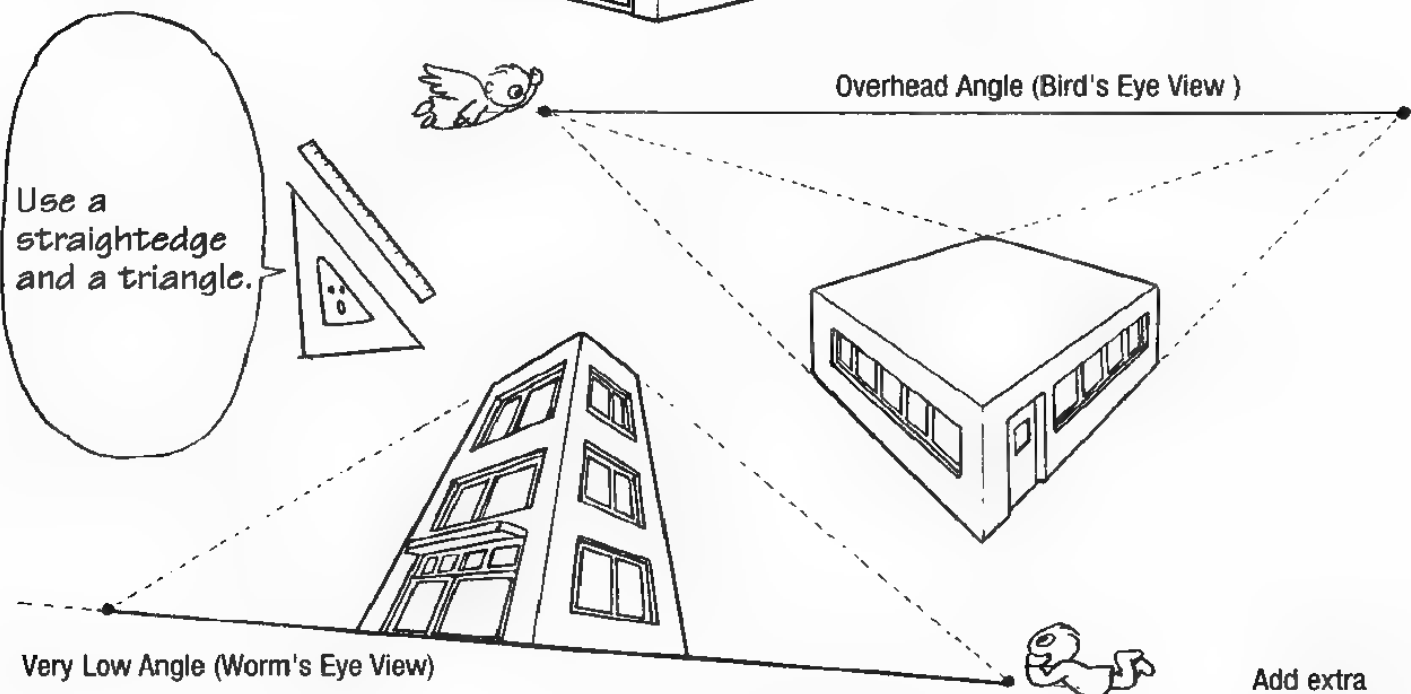 Overhead Angle (Bird's Eye View )
Use a
straightedge
and a triangle.
Very Low Angle (Worm's Eye View)
Add extra